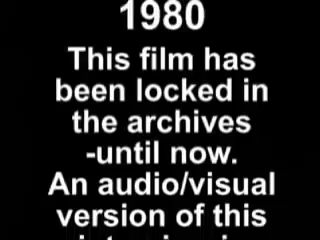 1980
This film has
been locked in
the archives
-until now.
An audio/visual
version of this